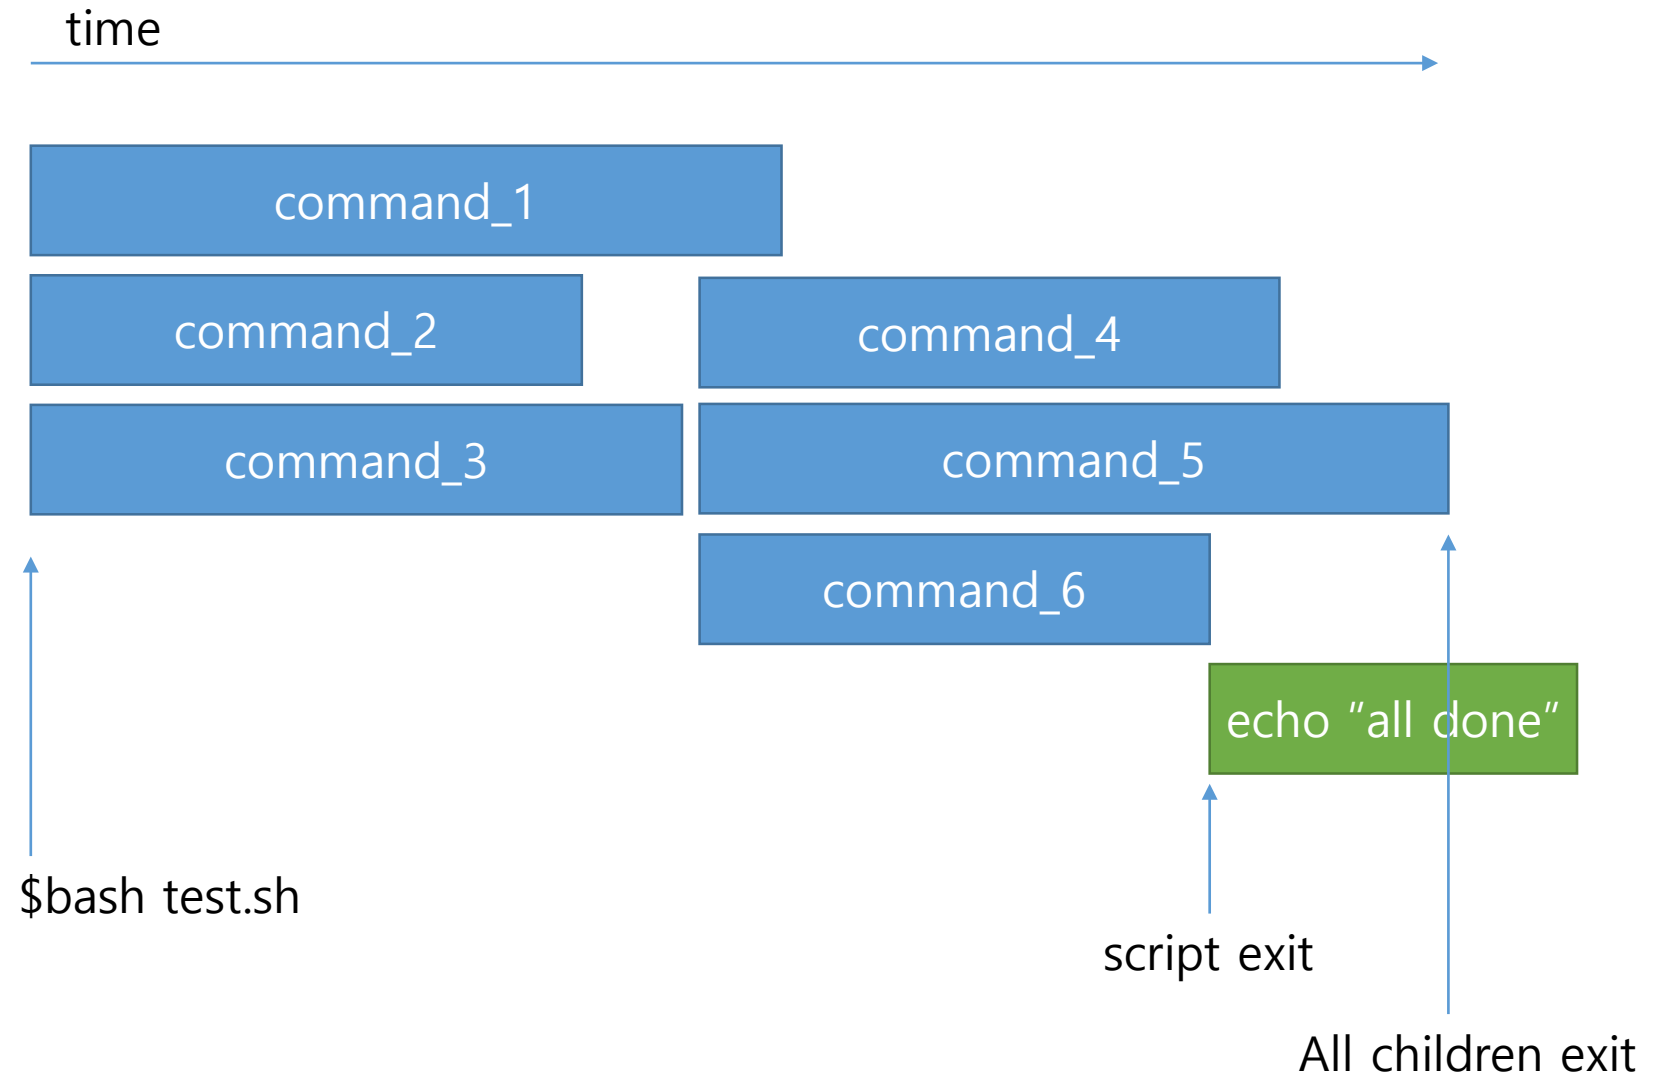 time
command_1
command_2
command_4
command_3
command_5
command_6
echo ”all done”
$bash test.sh
script exit
All children exit